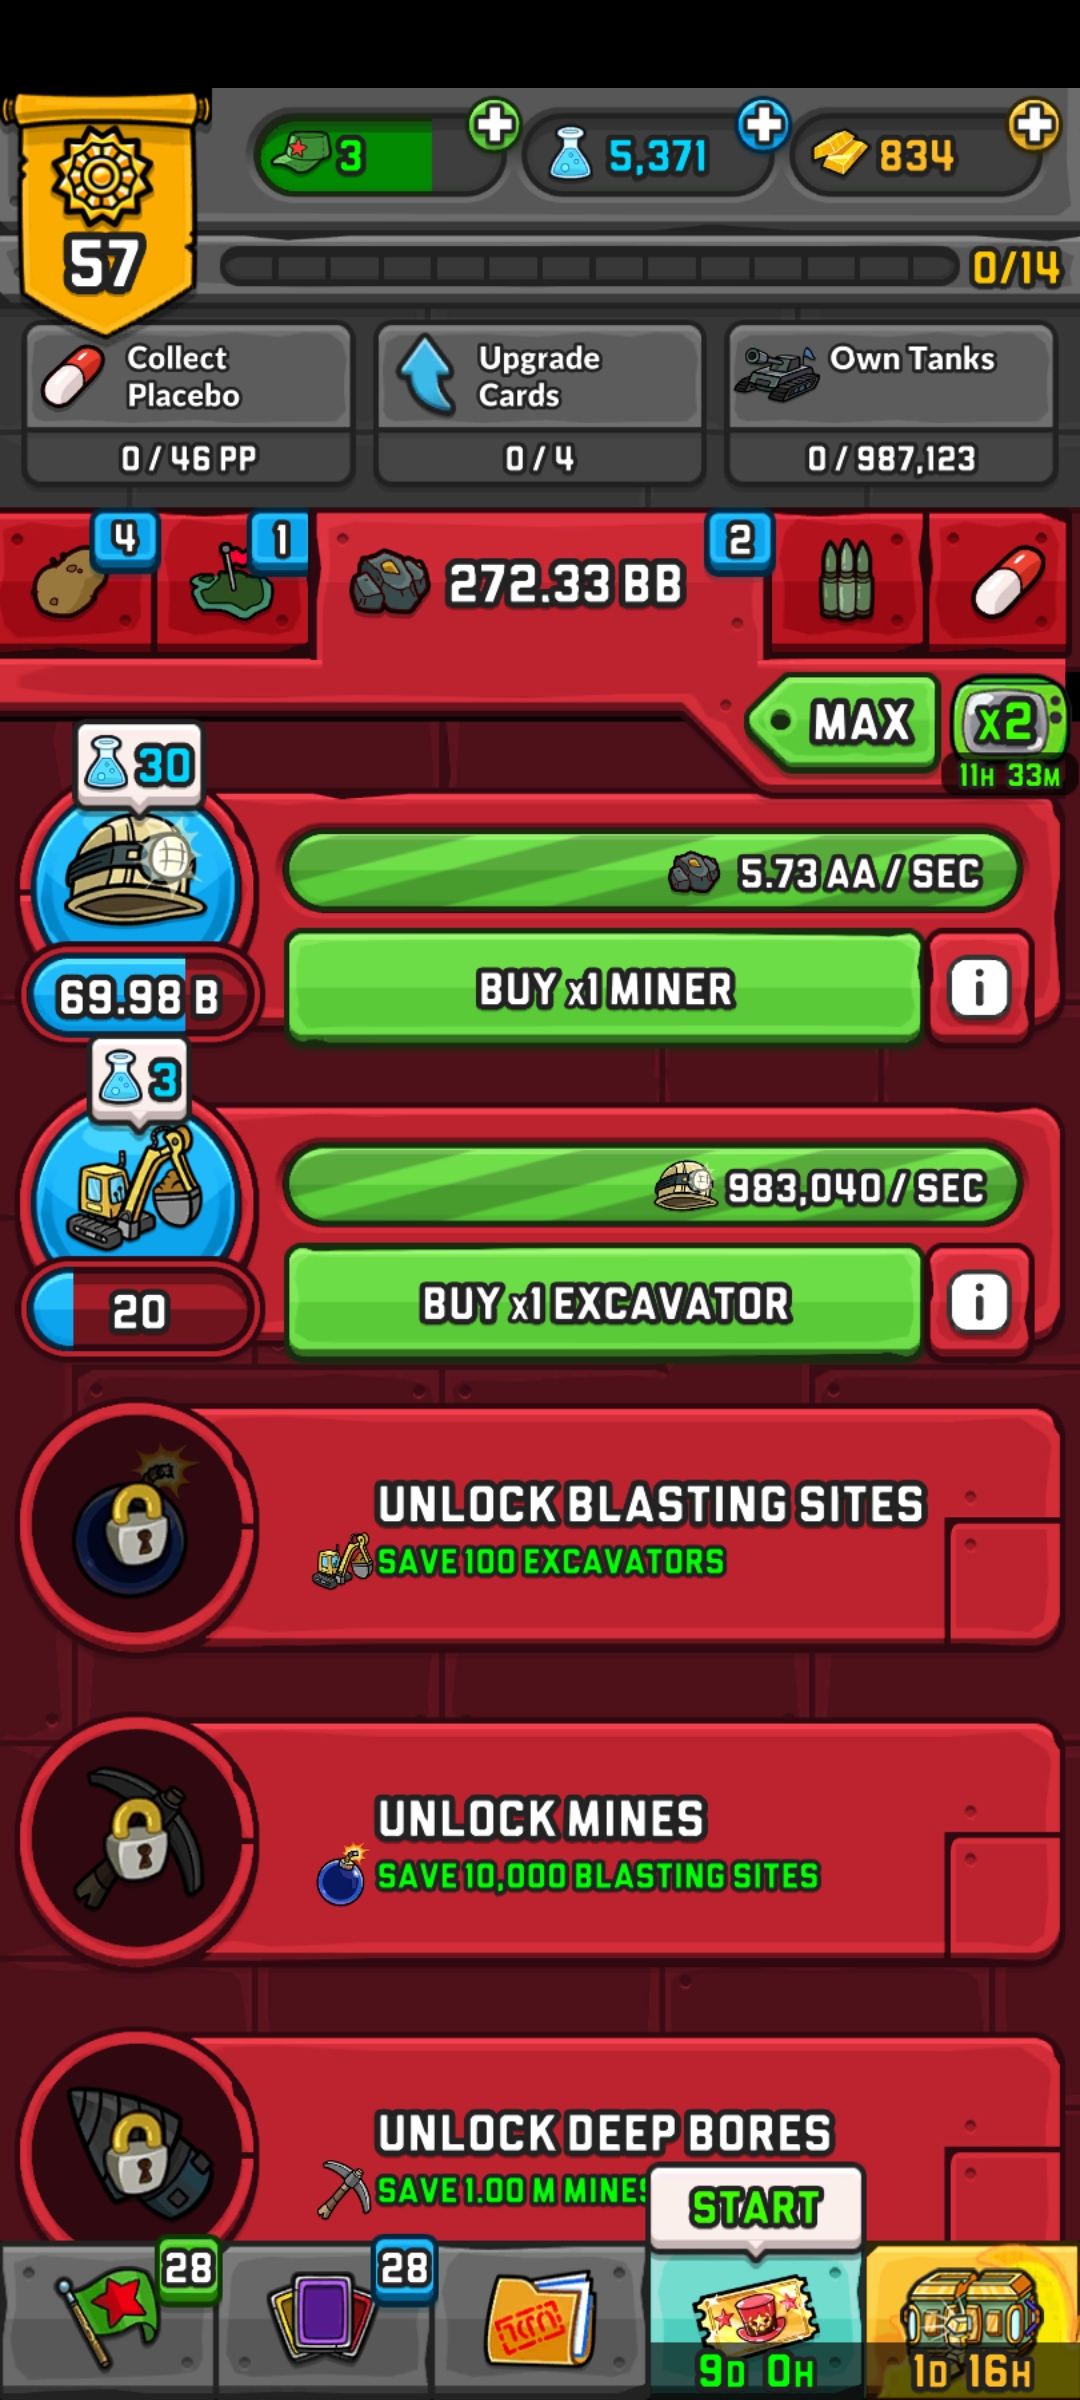 3
5,371
834
57
0/14
Collect
Placebo
0 / 46 PP
Upgrade
Cards
0 / 4
Own Tanks
0 / 987,123
4
1
272.33 BB
2
MAX
x2
11H 33M
30
5.73 AA / SEC
69.98 B
BUY x1 MINER
i
3
983,040 / SEC
20
BUY x1 EXCAVATOR
i
UNLOCK BLASTING SITES
SAVE 100 EXCAVATORS
UNLOCK MINES
SAVE 10,000 BLASTING SITES
UNLOCK DEEP BORES
SAVE 1.00 M MINES
START
28
28
9D 0H
1D 16H